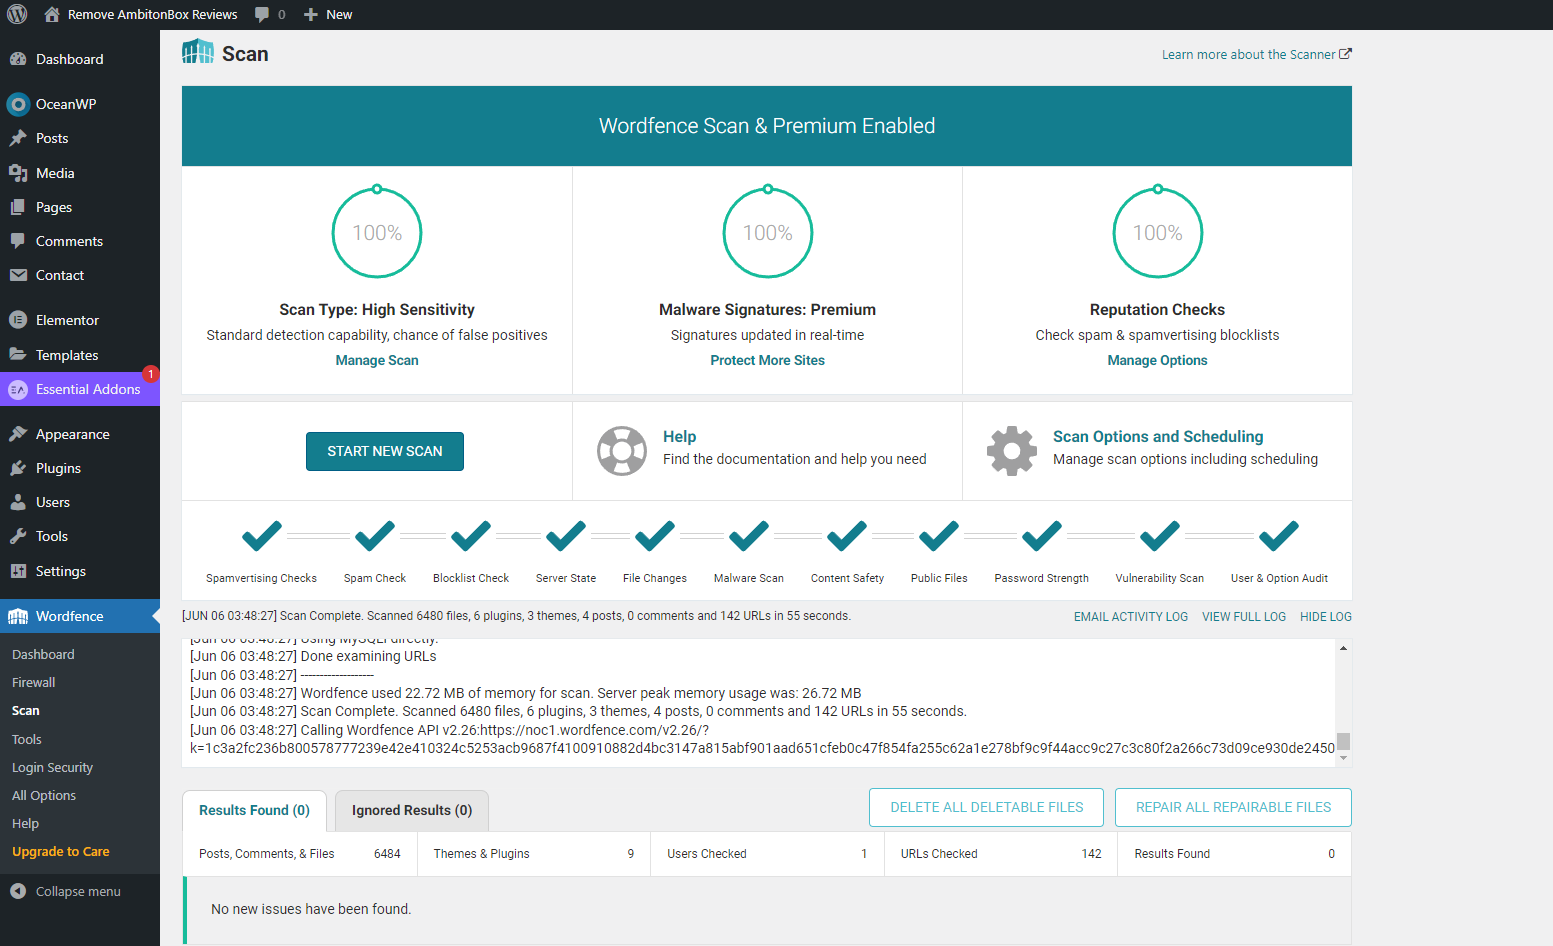 Remove AmbitonBox Reviews
0
New
Dashboard
OceanWP
Posts
Media
Pages
Comments
Contact
Elementor
Templates
1
Essential Addons
Appearance
Plugins
Users
Tools
Settings
Wordfence
Dashboard
Firewall
Scan
Tools
Login Security
All Options
Help
Upgrade to Care
Collapse menu
Scan
Learn more about the Scanner
Wordfence Scan & Premium Enabled
100%
Scan Type: High Sensitivity
Standard detection capability, chance of false positives
Manage Scan
100%
Malware Signatures: Premium
Signatures updated in real-time
Protect More Sites
100%
Reputation Checks
Check spam & spamvertising blocklists
Manage Options
START NEW SCAN
Help
Find the documentation and help you need
Scan Options and Scheduling
Manage scan options including scheduling
Spamvertising Checks
Spam Check
Blocklist Check
Server State
File Changes
Malware Scan
Content Safety
Public Files
Password Strength
Vulnerability Scan
User & Option Audit
[JUN 06 03:48:27] Scan Complete. Scanned 6480 files, 6 plugins, 3 themes, 4 posts, 0 comments and 142 URLs in 55 seconds.
EMAIL ACTIVITY LOG
VIEW FULL LOG
HIDE LOG
[Jun 06 03:48:27] Using MySQLi directly.
[Jun 06 03:48:27] Done examining URLs
[Jun 06 03:48:27] -------------------
[Jun 06 03:48:27] Wordfence used 22.72 MB of memory for scan. Server peak memory usage was: 26.72 MB
[Jun 06 03:48:27] Scan Complete. Scanned 6480 files, 6 plugins, 3 themes, 4 posts, 0 comments and 142 URLs in 55 seconds.
[Jun 06 03:48:27] Calling Wordfence API v2.26:https://noc1.wordfence.com/v2.26/?
k=1c3a2fc236b800578777239e42e410324c5253acb9687f4100910882d4bc3147a815abf901aad651cfeb0c47f854fa255c62a1e278bf9c9f44acc9c27c3c80f2a266c73d09ce930de2450
Results Found (0)
Ignored Results (0)
DELETE ALL DELETABLE FILES
REPAIR ALL REPAIRABLE FILES
Posts, Comments, & Files 6484
Themes & Plugins 9
Users Checked 1
URLs Checked 142
Results Found 0
No new issues have been found.